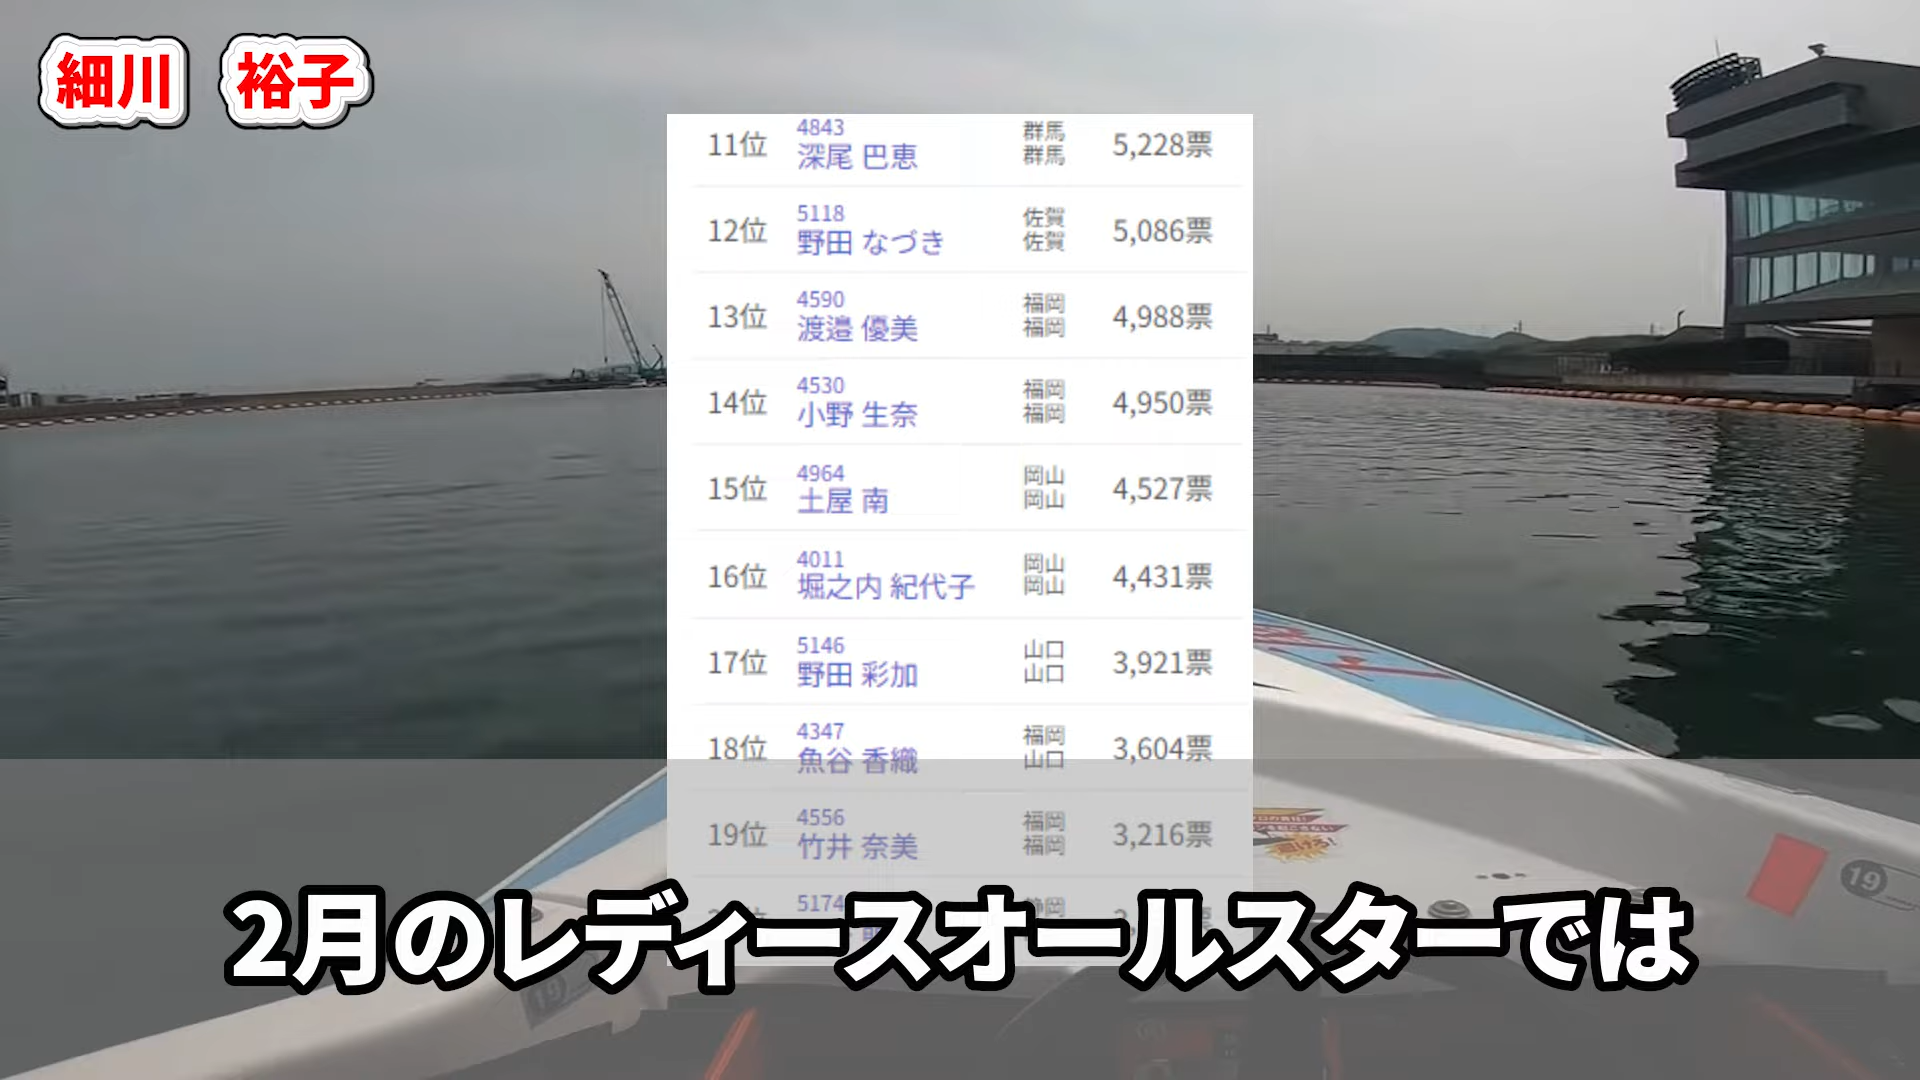 細川 裕子
11位 4843 深尾 巴恵 群馬 群馬 5,228票
12位 5118 野田 なづき 佐賀 佐賀 5,086票
13位 4590 渡邉 優美 福岡 福岡 4,988票
14位 4530 小野 生奈 福岡 福岡 4,950票
15位 4964 土屋 南 岡山 岡山 4,527票
16位 4011 堀之内 紀代子 岡山 岡山 4,431票
17位 5146 野田 彩加 山口 山口 3,921票
18位 4347 魚谷 香織 福岡 山口 3,604票
19位 4556 竹井 奈美 福岡 福岡 3,216票
5174 静岡
19
2月のレディースオールスターでは
19